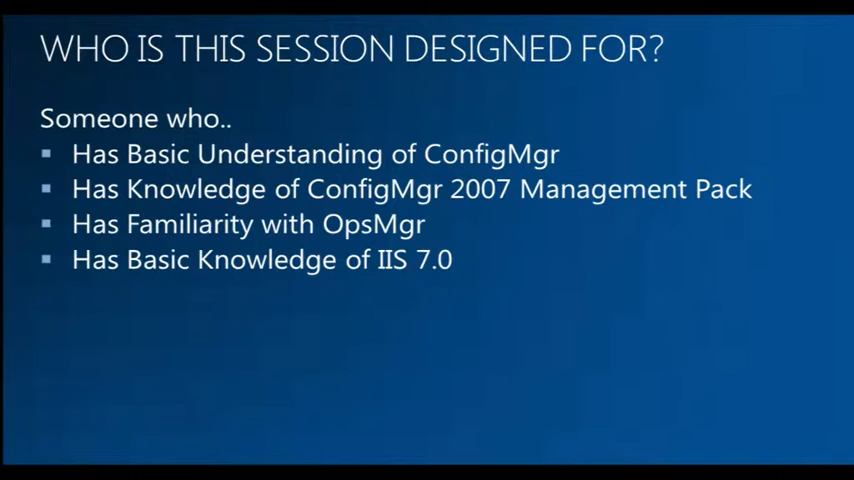 WHO IS THIS SESSION DESIGNED FOR?
Someone who..
▪ Has Basic Understanding of ConfigMgr
▪ Has Knowledge of ConfigMgr 2007 Management Pack
▪ Has Familiarity with OpsMgr
▪ Has Basic Knowledge of IIS 7.0